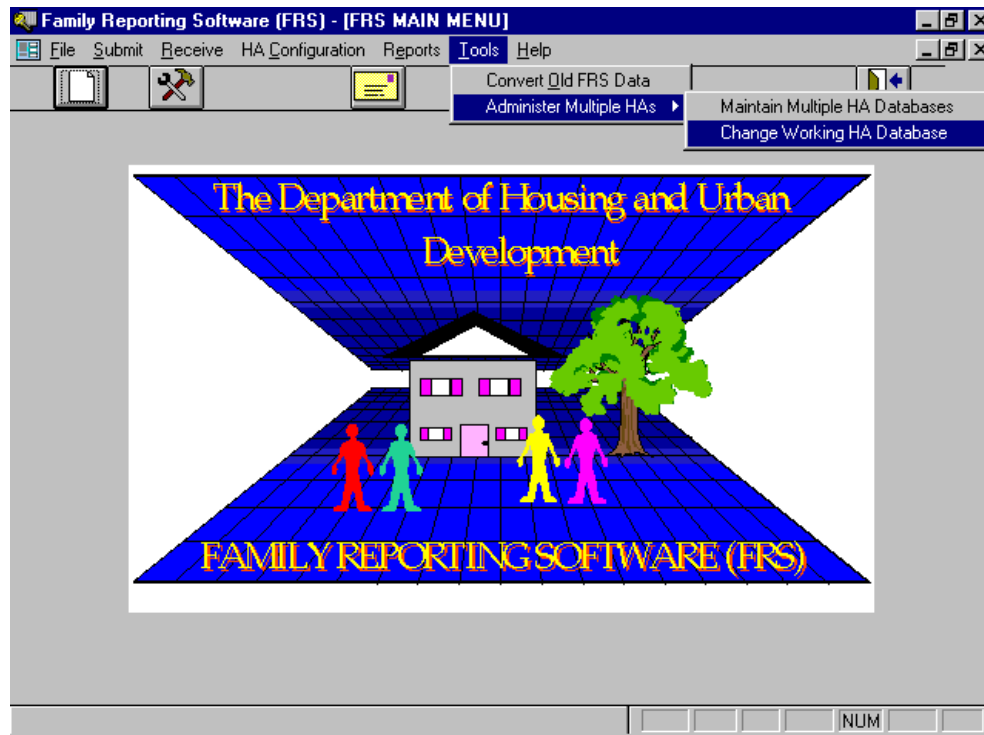 Family Reporting Software (FRS) - [FRS MAIN MENU]
File Submit Receive HA Configuration Reports Tools Help
Convert Old FRS Data
Administer Multiple HAs
Maintain Multiple HA Databases
Change Working HA Database
The Department of Housing and Urban
Development
FAMILY REPORTING SOFTWARE (FRS)
NUM